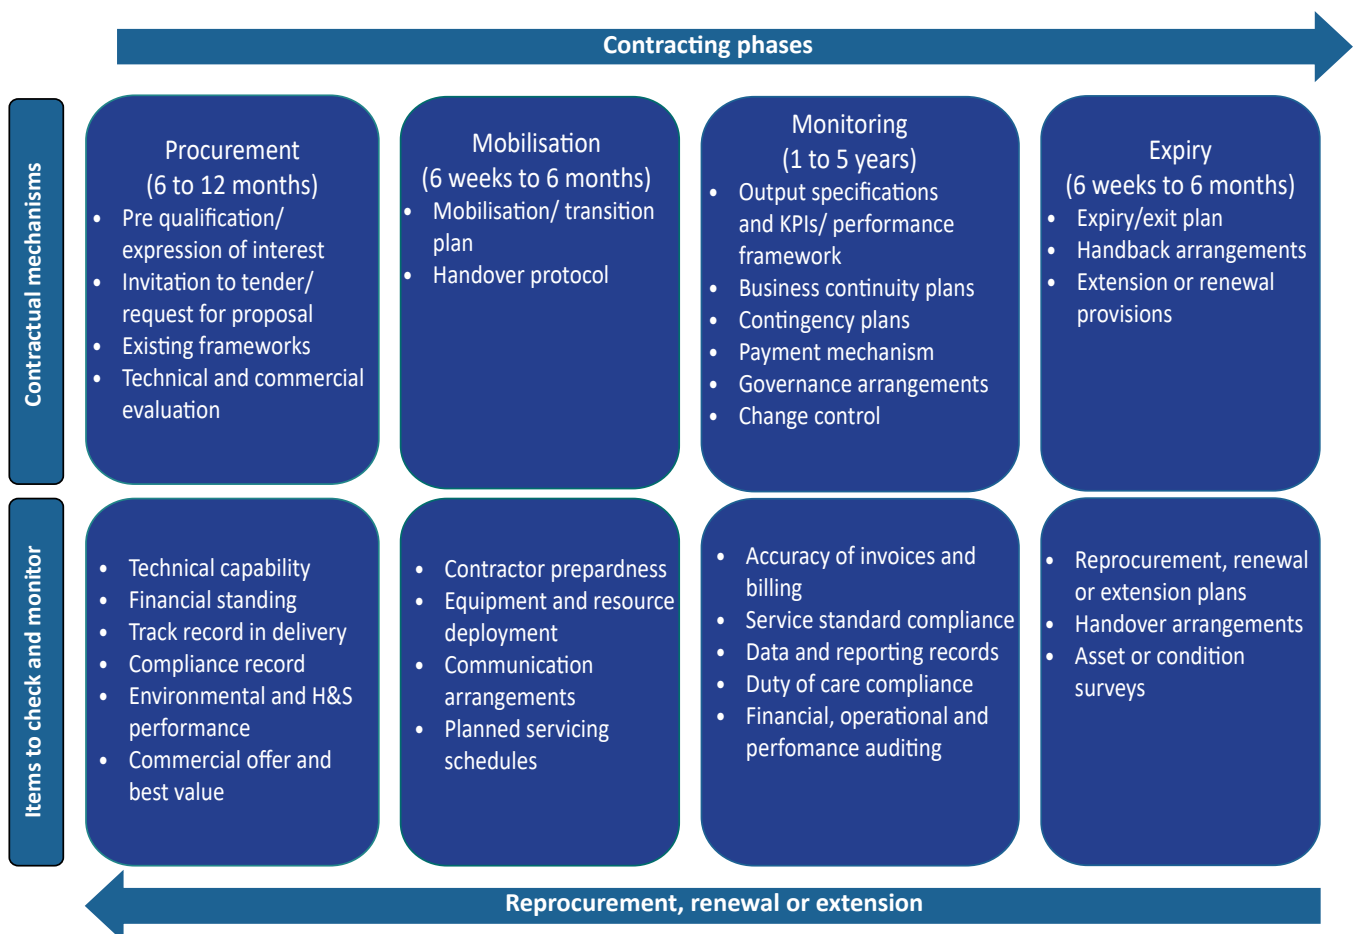 Contracting phases
Contractual mechanisms
Procurement
(6 to 12 months)
• Pre qualification/
expression of interest
• Invitation to tender/
request for proposal
• Existing frameworks
• Technical and commercial
evaluation
Mobilisation
(6 weeks to 6 months)
• Mobilisation/ transition
plan
• Handover protocol
Monitoring
(1 to 5 years)
• Output specifications
and KPIs/ performance
framework
• Business continuity plans
• Contingency plans
• Payment mechanism
• Governance arrangements
• Change control
Expiry
(6 weeks to 6 months)
• Expiry/exit plan
• Handback arrangements
• Extension or renewal
provisions
Items to check and monitor
• Technical capability
• Financial standing
• Track record in delivery
• Compliance record
• Environmental and H&S
performance
• Commercial offer and
best value
• Contractor prepardness
• Equipment and resource
deployment
• Communication
arrangements
• Planned servicing
schedules
• Accuracy of invoices and
billing
• Service standard compliance
• Data and reporting records
• Duty of care compliance
• Financial, operational and
perfomance auditing
• Reprocurement, renewal
or extension plans
• Handover arrangements
• Asset or condition
surveys
Reprocurement, renewal or extension